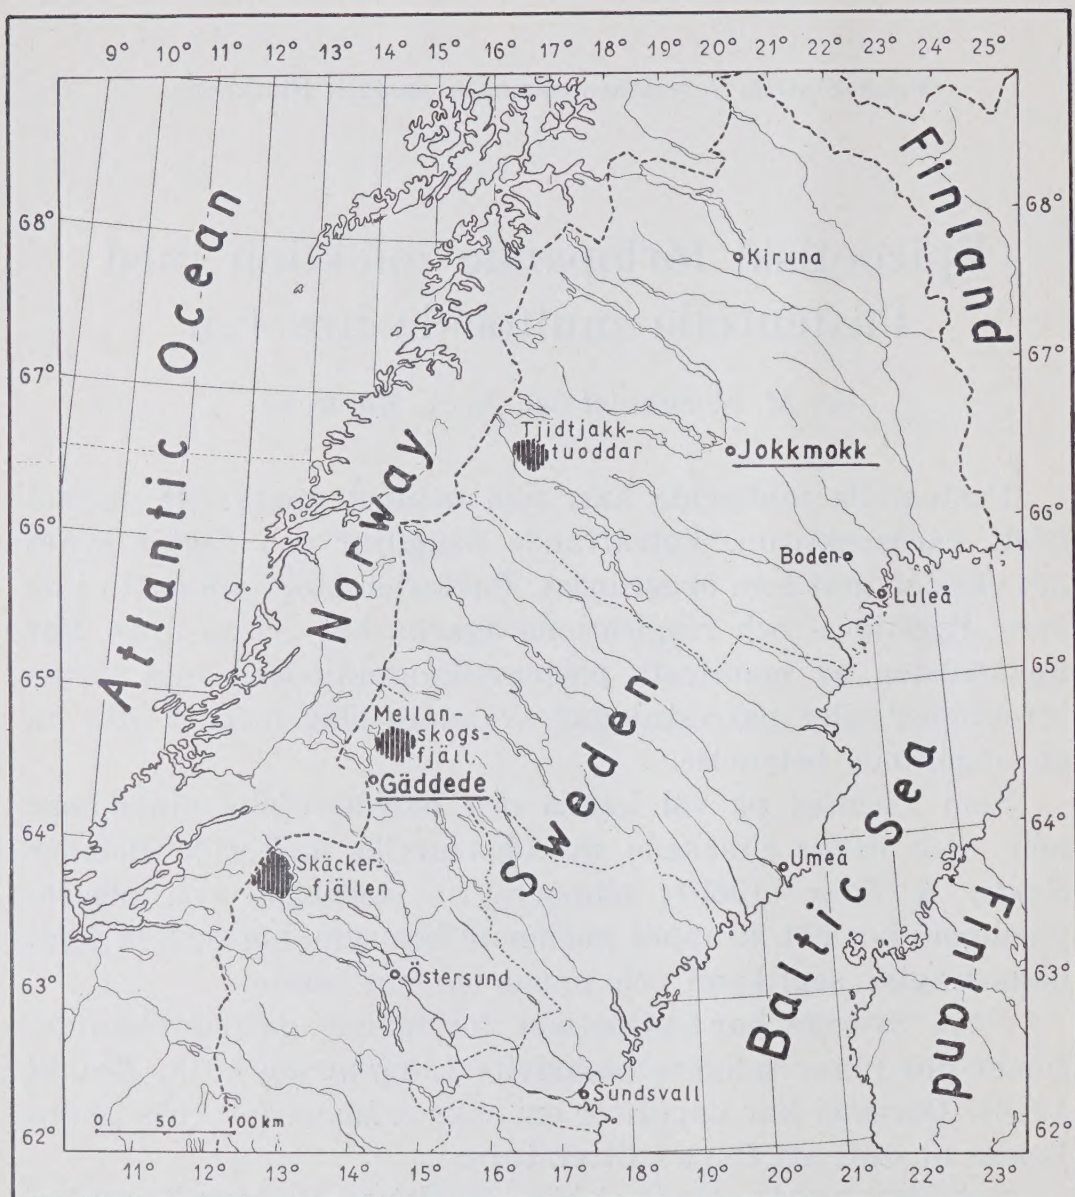 9° 10° 11° 12° 13° 14° 15° 16° 17° 18° 19° 20° 21° 22° 23° 24° 25°
68° 68°
67° 67°
66° 66°
65° 65°
64° 64°
63° 63°
62° 62°
Atlantic Ocean
Norway
Sweden
Finland
Baltic Sea
Finland
Kiruna
Tjidtjakk-
tuoddar
Jokkmokk
Boden
Luleå
Mellan-
skogs-
fjäll.
Gäddede
Skäcker-
fjällen
Umeå
Östersund
Sundsvall
0 50 100 km
11° 12° 13° 14° 15° 16° 17° 18° 19° 20° 21° 22° 23°